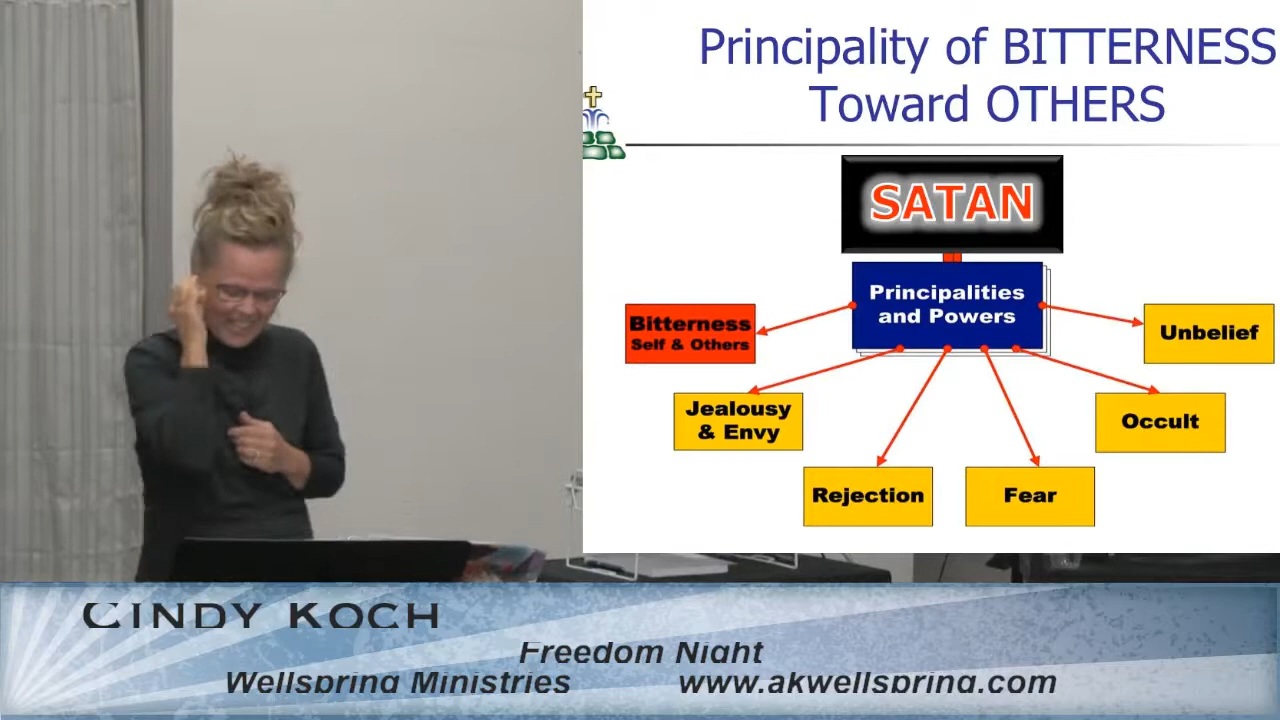 Principality of BITTERNESS
Toward OTHERS
SATAN
Principalities
and Powers
Bitterness
Self & Others
Unbelief
Jealousy
& Envy
Occult
Rejection
Fear
CINDY KOCH
Freedom Night
Wellspring Ministries www.akwellspring.com